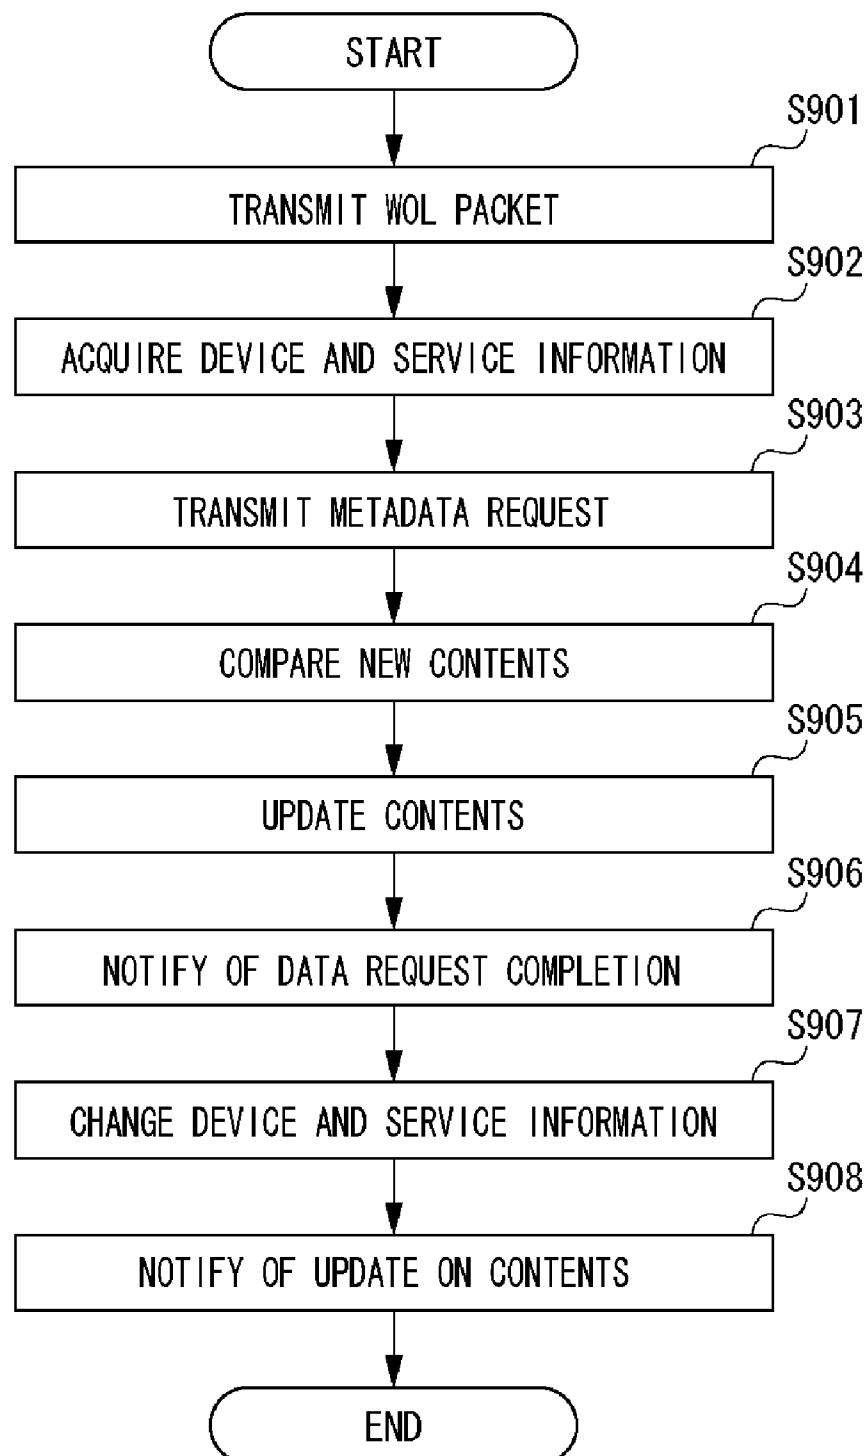 START
S901
TRANSMIT WOL PACKET
S902
ACQUIRE DEVICE AND SERVICE INFORMATION
S903
TRANSMIT METADATA REQUEST
S904
COMPARE NEW CONTENTS
S905
UPDATE CONTENTS
S906
NOTIFY OF DATA REQUEST COMPLETION
S907
CHANGE DEVICE AND SERVICE INFORMATION
S908
NOTIFY OF UPDATE ON CONTENTS
END